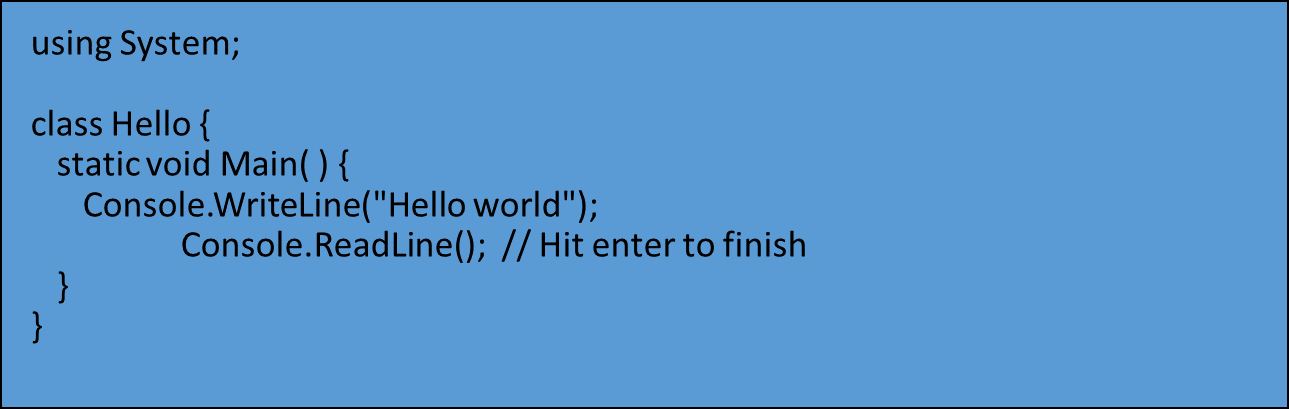 using System;
class Hello {
static void Main( ) {
Console.WriteLine("Hello world");
Console.ReadLine(); // Hit enter to finish
}
}